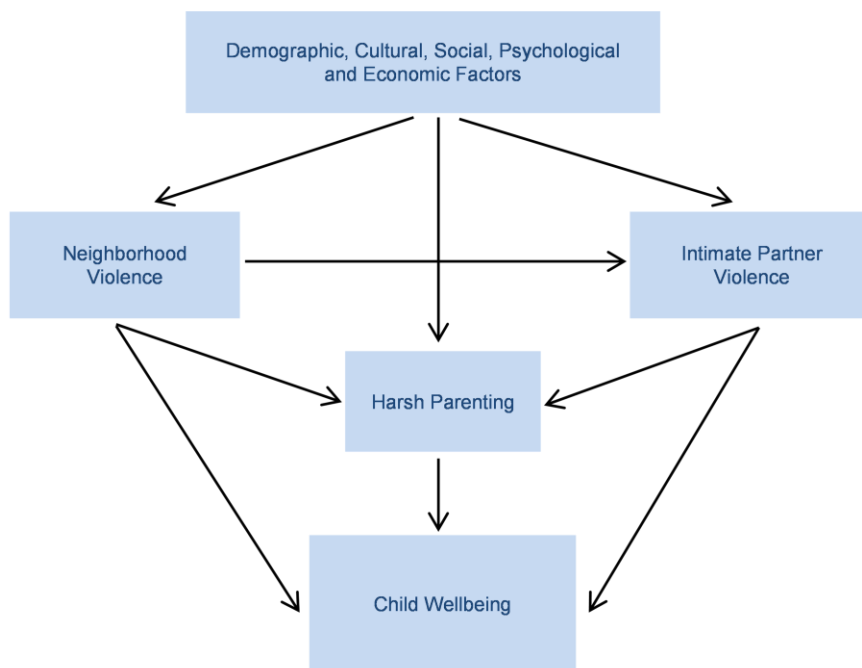 Demographic, Cultural, Social, Psychological
and Economic Factors
Neighborhood
Violence
Intimate Partner
Violence
Harsh Parenting
Child Wellbeing